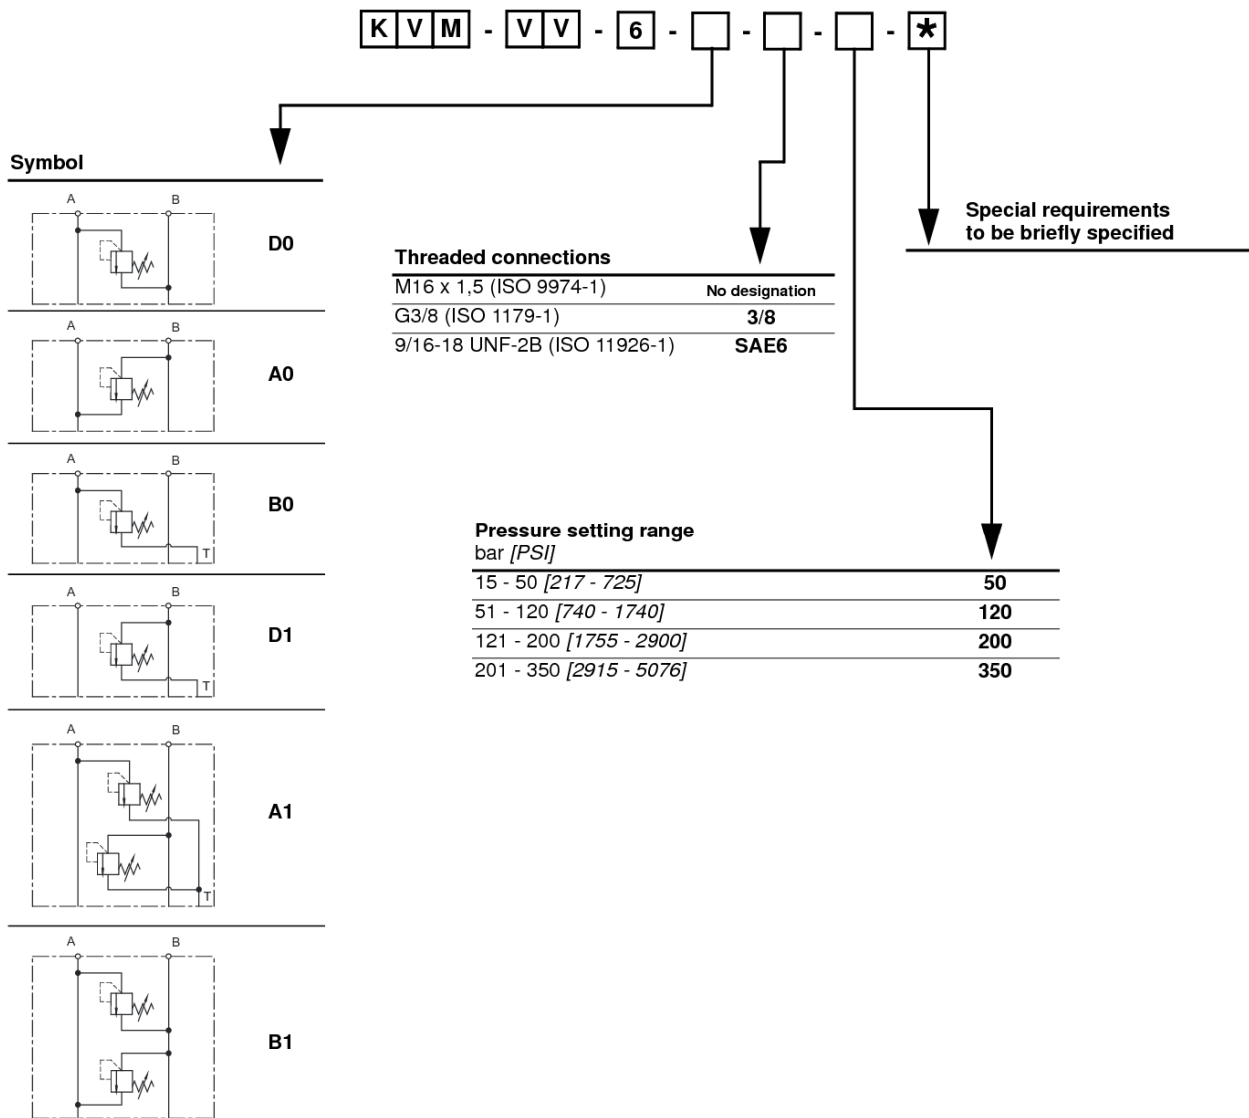 K V M - V V - 6 - - - - *
Symbol
A B
D0
A B
A0
A B
T
B0
A B
T
D1
A B
T
A1
A B
B1
Threaded connections
M16 x 1,5 (ISO 9974-1) No designation
G3/8 (ISO 1179-1) 3/8
9/16-18 UNF-2B (ISO 11926-1) SAE6
Special requirements
to be briefly specified
Pressure setting range
bar [PSI]
15 - 50 [217 - 725] 50
51 - 120 [740 - 1740] 120
121 - 200 [1755 - 2900] 200
201 - 350 [2915 - 5076] 350